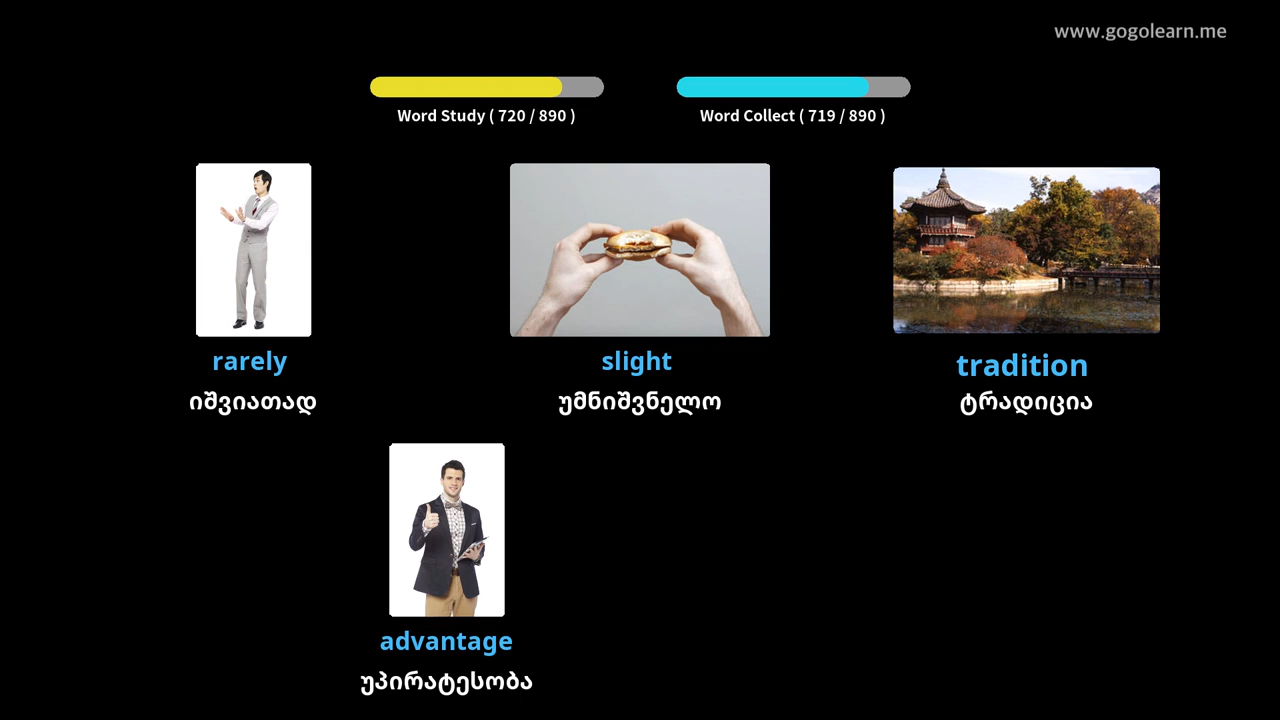 www.gogolearn.me
Word Study ( 720 / 890 )
Word Collect ( 719 / 890 )
rarely
იშვიათად
slight
უმნიშვნელო
tradition
ტრადიცია
advantage
უპირატესობა